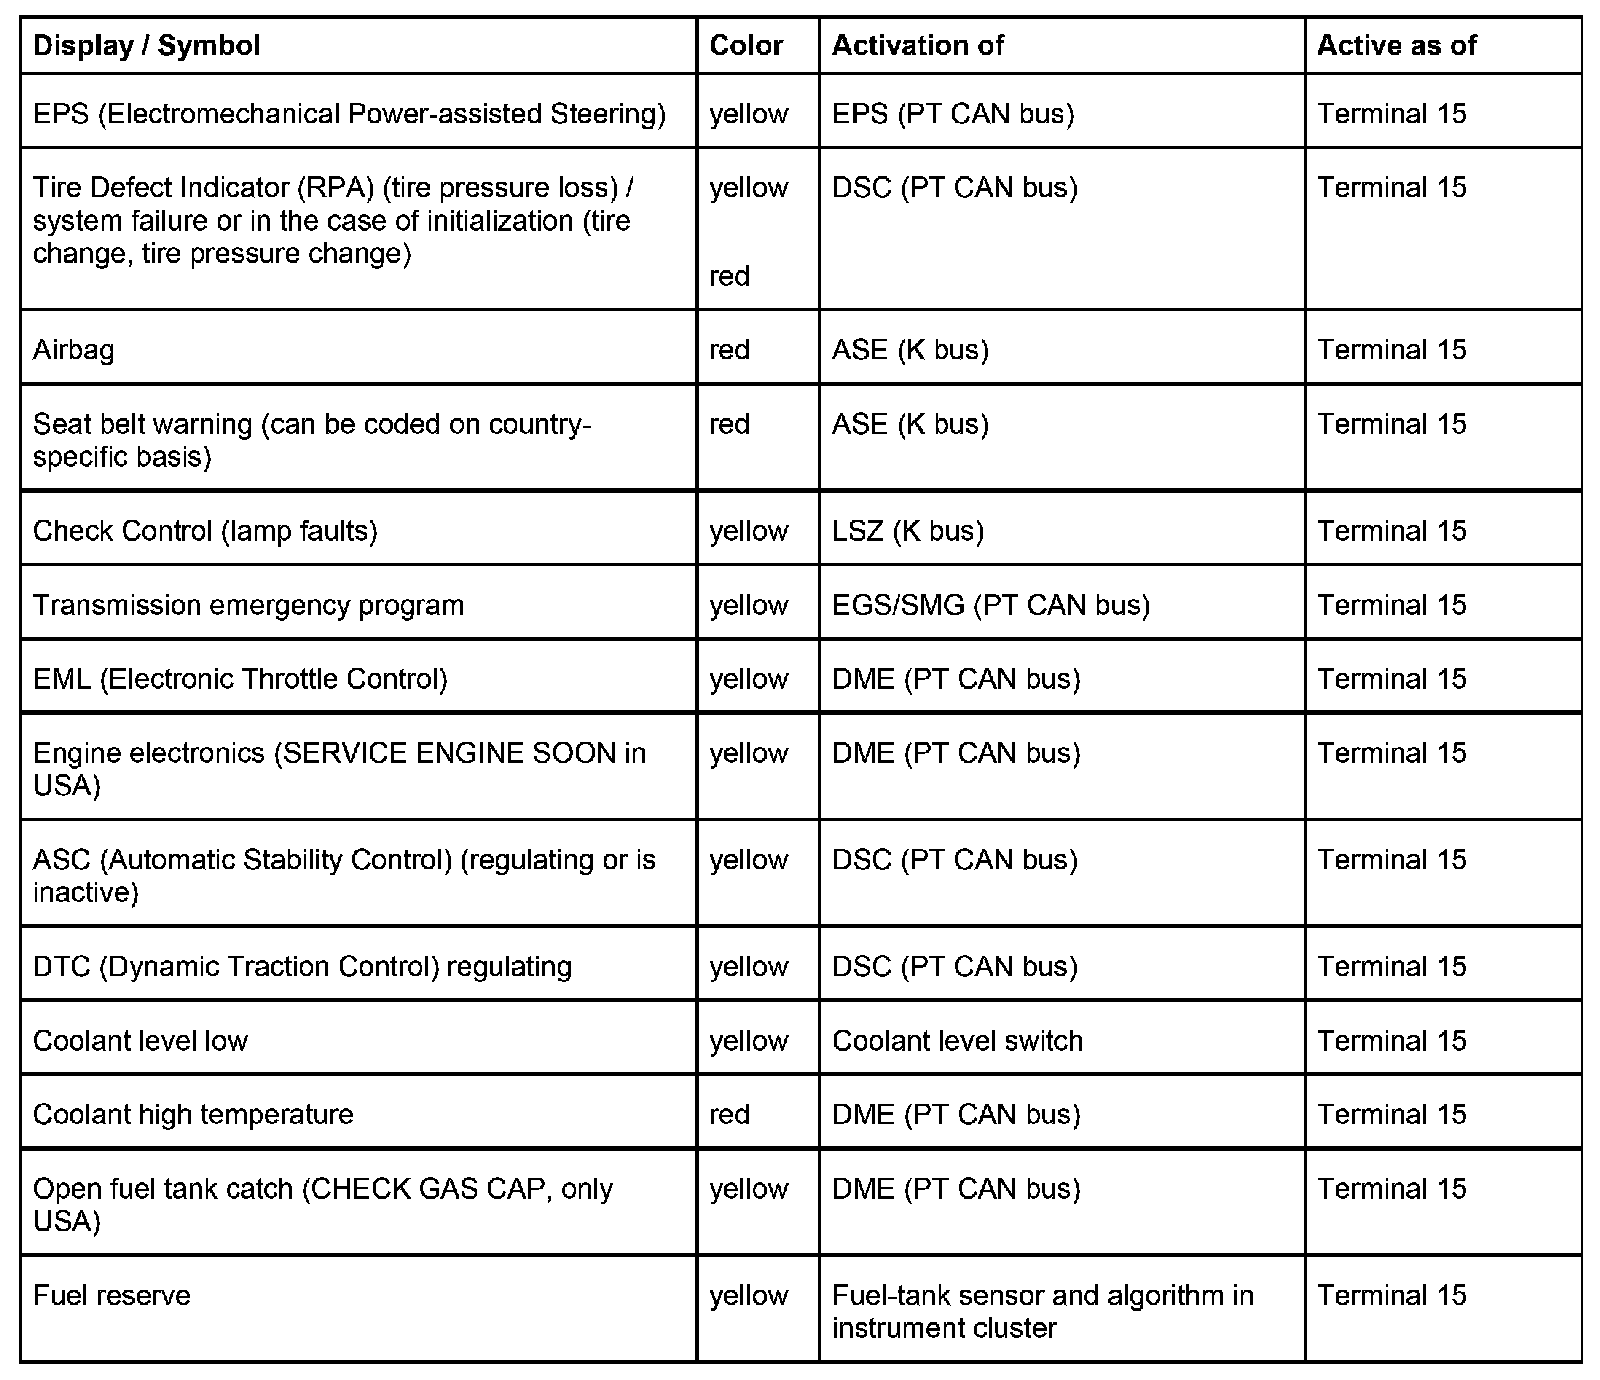 Display / Symbol Color Activation of Active as of
EPS (Electromechanical Power-assisted Steering) yellow EPS (PT CAN bus) Terminal 15
Tire Defect Indicator (RPA) (tire pressure loss) / yellow DSC (PT CAN bus) Terminal 15
system failure or in the case of initialization (tire
change, tire pressure change)
red
Airbag red ASE (K bus) Terminal 15
Seat belt warning (can be coded on country- red ASE (K bus) Terminal 15
specific basis)
Check Control (lamp faults) yellow LSZ (K bus) Terminal 15
Transmission emergency program yellow EGS/SMG (PT CAN bus) Terminal 15
EML (Electronic Throttle Control) yellow DME (PT CAN bus) Terminal 15
Engine electronics (SERVICE ENGINE SOON in yellow DME (PT CAN bus) Terminal 15
USA)
ASC (Automatic Stability Control) (regulating or is yellow DSC (PT CAN bus) Terminal 15
inactive)
DTC (Dynamic Traction Control) regulating yellow DSC (PT CAN bus) Terminal 15
Coolant level low yellow Coolant level switch Terminal 15
Coolant high temperature red DME (PT CAN bus) Terminal 15
Open fuel tank catch (CHECK GAS CAP, only yellow DME (PT CAN bus) Terminal 15
USA)
Fuel reserve yellow Fuel-tank sensor and algorithm in Terminal 15
instrument cluster